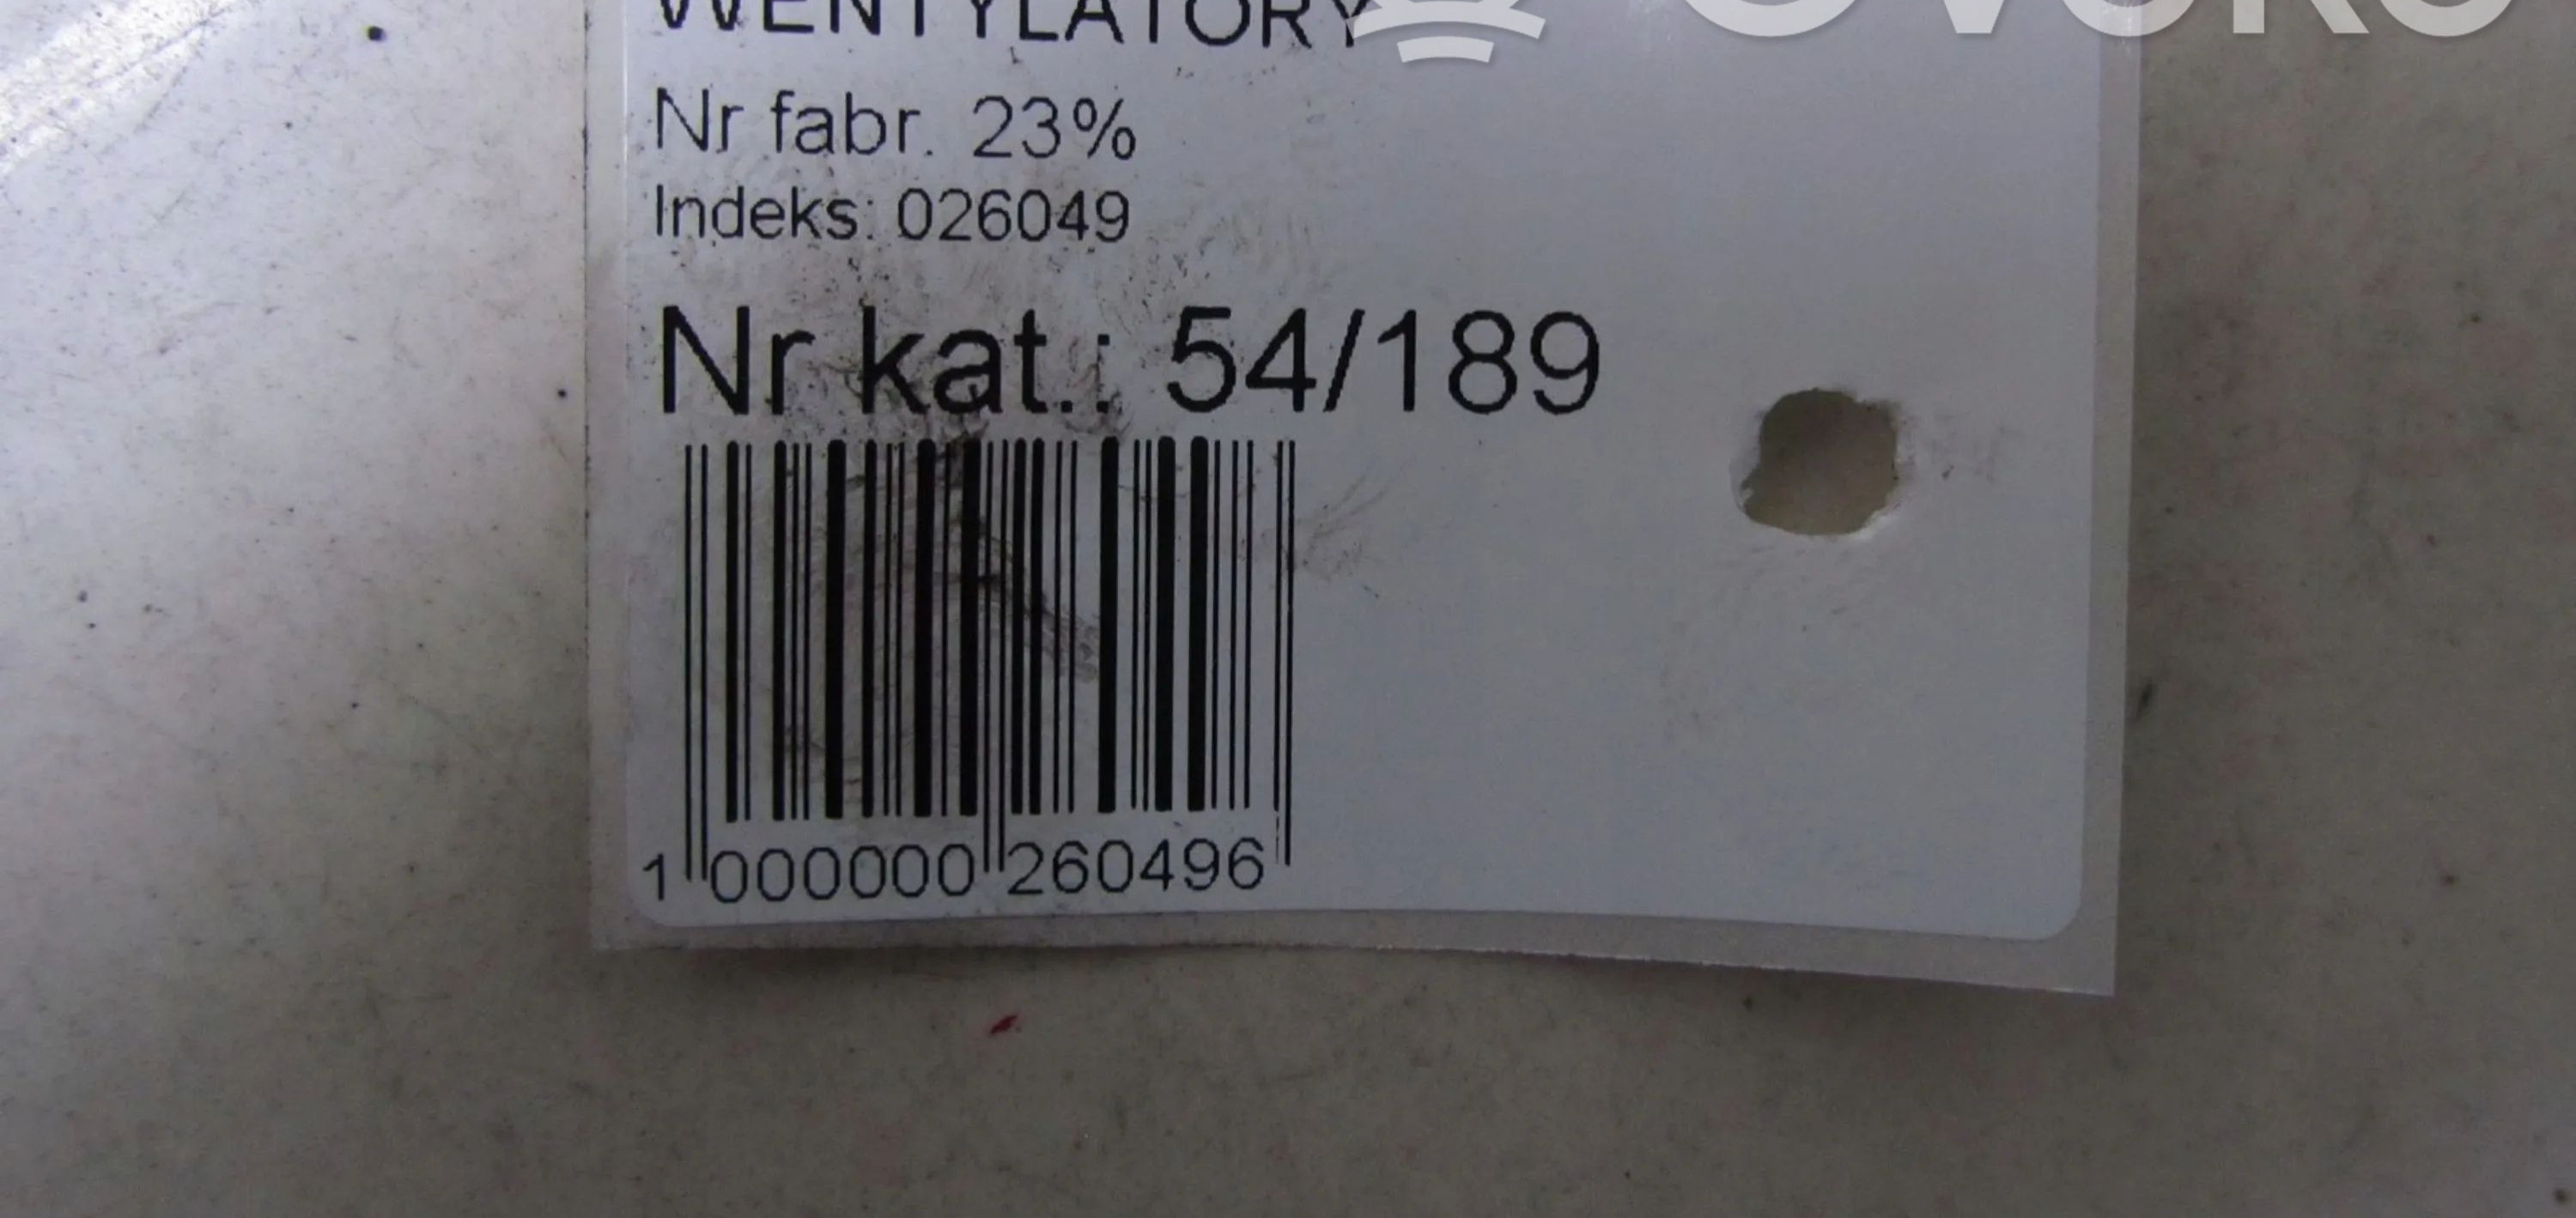 WENTYLATORY
Nr fabr. 23%
Indeks: 026049
Nr kat.: 54/189
1 000000 260496